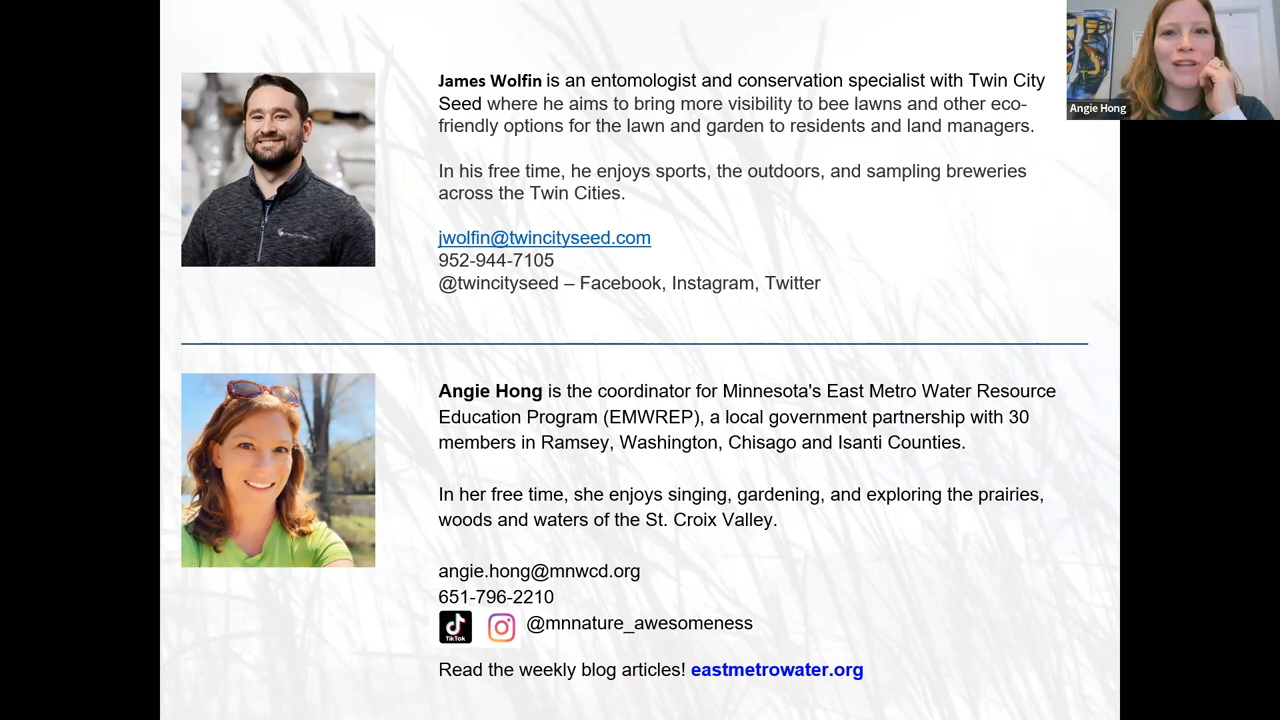 James Wolfin is an entomologist and conservation specialist with Twin City
Seed where he aims to bring more visibility to bee lawns and other eco-
friendly options for the lawn and garden to residents and land managers.
In his free time, he enjoys sports, the outdoors, and sampling breweries
across the Twin Cities.
jwolfin@twincityseed.com
952-944-7105
@twincityseed – Facebook, Instagram, Twitter
Angie Hong
Angie Hong is the coordinator for Minnesota's East Metro Water Resource
Education Program (EMWREP), a local government partnership with 30
members in Ramsey, Washington, Chisago and Isanti Counties.
In her free time, she enjoys singing, gardening, and exploring the prairies,
woods and waters of the St. Croix Valley.
angie.hong@mnwcd.org
651-796-2210
TikTok
@mnnature_awesomeness
Read the weekly blog articles! eastmetrowater.org